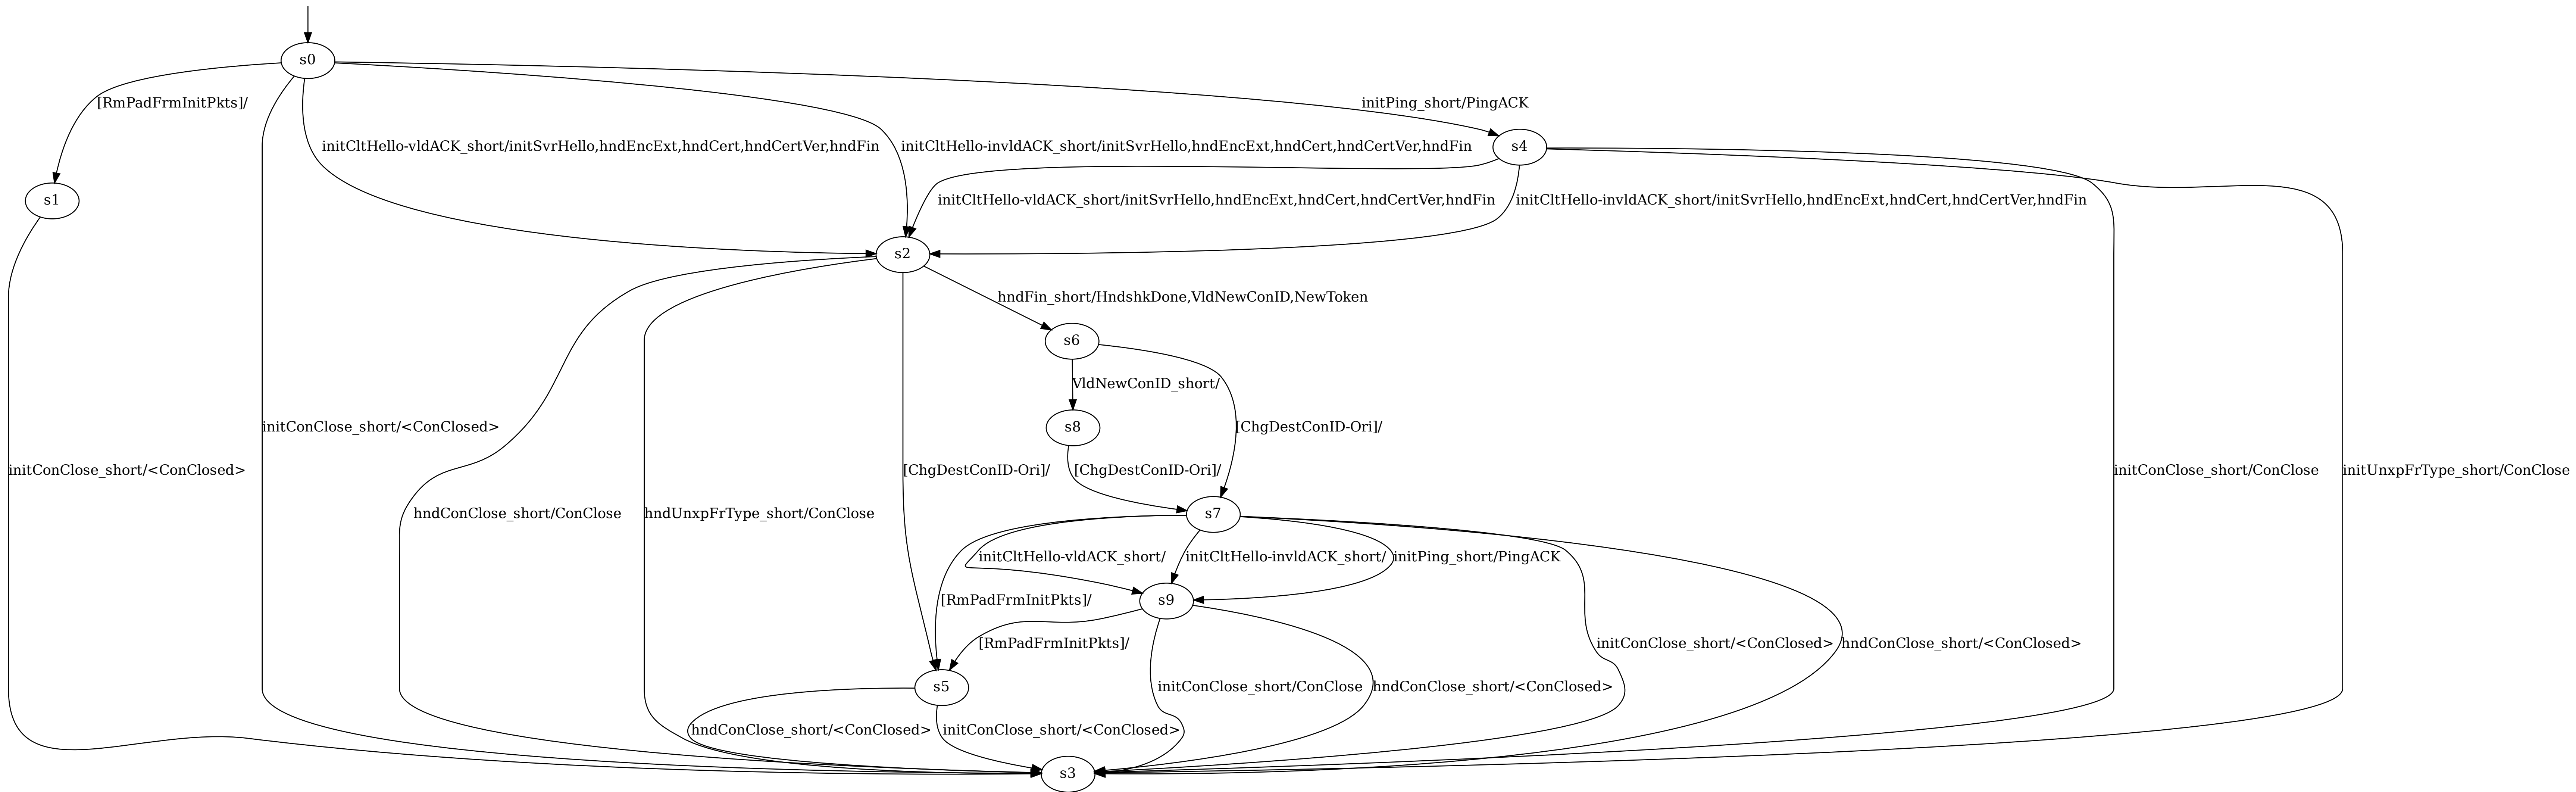 s0
[RmPadFrmInitPkts]/
initPing_short/PingACK
initCltHello-vldACK_short/initSvrHello,hndEncExt,hndCert,hndCertVer,hndFin
initCltHello-invldACK_short/initSvrHello,hndEncExt,hndCert,hndCertVer,hndFin
s4
s1
initCltHello-vldACK_short/initSvrHello,hndEncExt,hndCert,hndCertVer,hndFin
initCltHello-invldACK_short/initSvrHello,hndEncExt,hndCert,hndCertVer,hndFin
s2
hndFin_short/HndshkDone,VldNewConID,NewToken
s6
VldNewConID_short/
initConClose_short/<ConClosed>
s8
[ChgDestConID-Ori]/
initConClose_short/<ConClosed>
[ChgDestConID-Ori]/
[ChgDestConID-Ori]/
initConClose_short/ConClose
initUnxpFrType_short/ConClose
hndConClose_short/ConClose
hndUnxpFrType_short/ConClose
s7
initCltHello-vldACK_short/
initCltHello-invldACK_short/
initPing_short/PingACK
[RmPadFrmInitPkts]/
s9
[RmPadFrmInitPkts]/
initConClose_short/<ConClosed>
hndConClose_short/<ConClosed>
s5
initConClose_short/ConClose
hndConClose_short/<ConClosed>
hndConClose_short/<ConClosed>
initConClose_short/<ConClosed>
s3